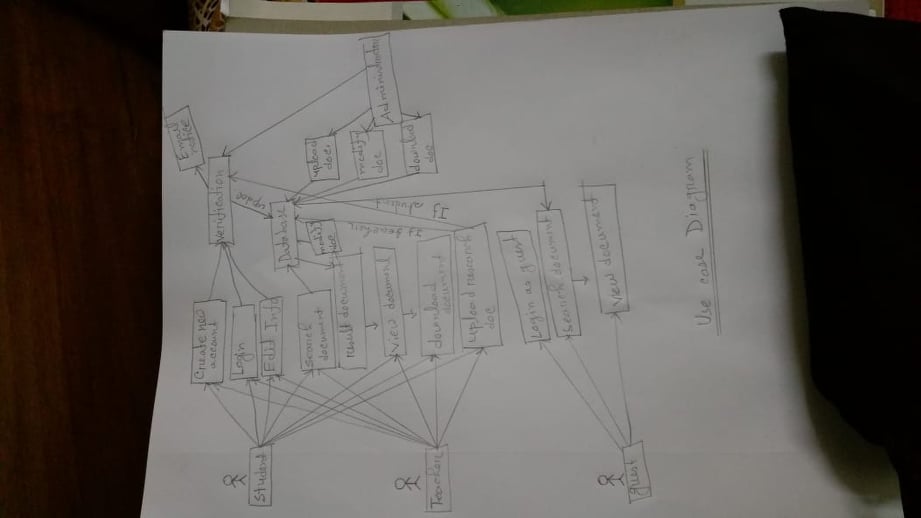 Email
notice
Create new
account
Verification
Login
Student
Edit Info
update
Database
Search
document
upload
doc.
modify
doc
result document
modify
doc
Administrator
view document
If teacher
If student
download
doc
Teacher
download
document
upload research
doc
Login as guest
Search document
view document
guest
Use case Diagram